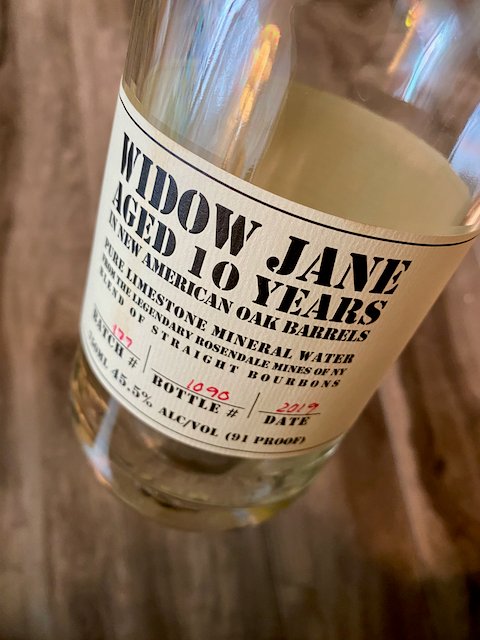 WIDOW JANE
AGED 10 YEARS
IN NEW AMERICAN OAK BARRELS
PURE LIMESTONE MINERAL WATER
FROM THE LEGENDARY ROSENDALE MINES OF NY
BLEND OF STRAIGHT BOURBONS
177 1090 2019
BATCH # BOTTLE # DATE
750ML 45.5% ALC/VOL (91 PROOF)